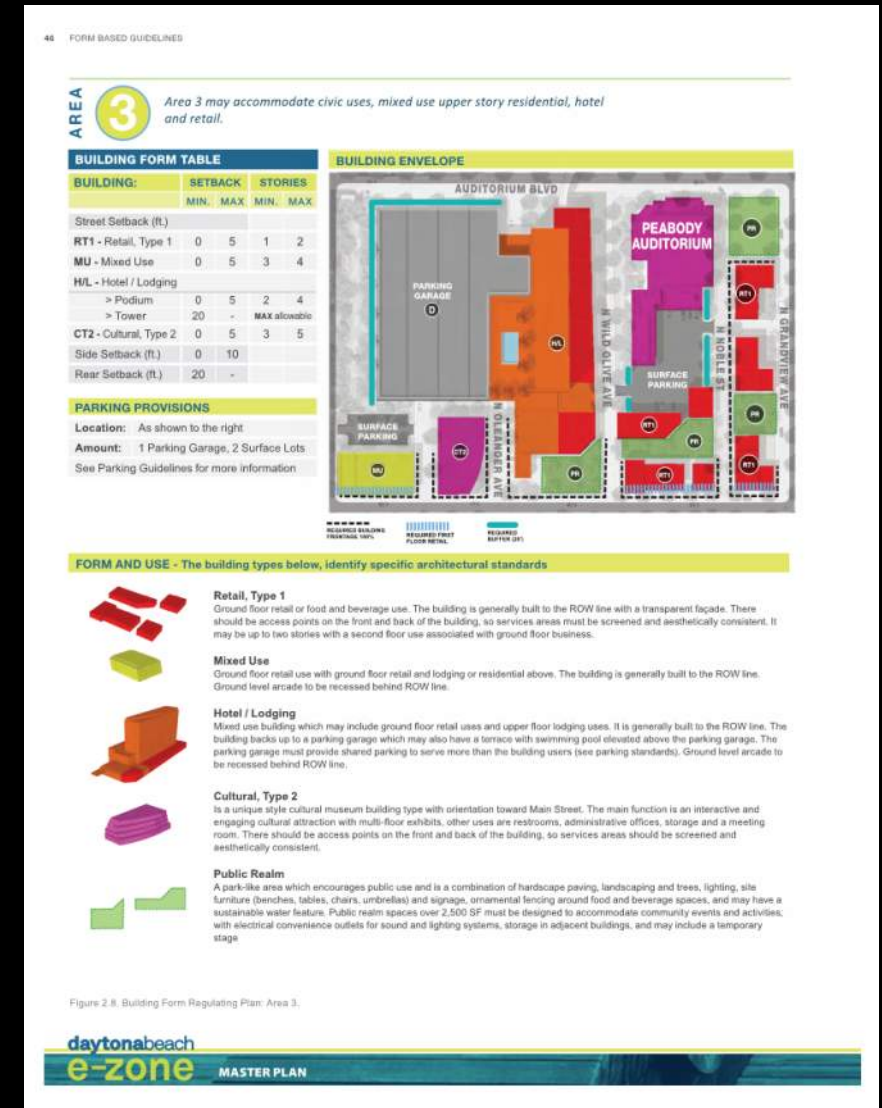 46 FORM BASED GUIDELINES
AREA
3
Area 3 may accommodate civic uses, mixed use upper story residential, hotel
and retail.
BUILDING FORM TABLE
BUILDING: SETBACK STORIES
MIN. MAX MIN. MAX
Street Setback (ft.)
RT1 - Retail, Type 1 0 5 1 2
MU - Mixed Use 0 5 3 4
H/L - Hotel / Lodging
> Podium 0 5 2 4
> Tower 20 - MAX allowable
CT2 - Cultural, Type 2 0 5 3 5
Side Setback (ft.) 0 10
Rear Setback (ft.) 20 -
PARKING PROVISIONS
Location: As shown to the right
Amount: 1 Parking Garage, 2 Surface Lots
See Parking Guidelines for more information
BUILDING ENVELOPE
AUDITORIUM BLVD
PEABODY
AUDITORIUM
PR
PARKING
GARAGE
D
RT1
H/L
N WILD OLIVE AVE
N NOBLE ST
N GRANDVIEW AVE
SURFACE
PARKING
N OLEANDER AVE
SURFACE
PARKING
RT1
PR
PR
CT2
MU
PR
RT1
RT1
REQUIRED BUILDING
FRONTAGE 100%
REQUIRED FIRST
FLOOR RETAIL
REQUIRED
BUFFER (20')
FORM AND USE - The building types below, identify specific architectural standards
Retail, Type 1
Ground floor retail or food and beverage use. The building is generally built to the ROW line with a transparent façade. There
should be access points on the front and back of the building, so services areas must be screened and aesthetically consistent. It
may be up to two stories with a second floor use associated with ground floor business.
Mixed Use
Ground floor retail use with ground floor retail and lodging or residential above. The building is generally built to the ROW line.
Ground level arcade to be recessed behind ROW line.
Hotel / Lodging
Mixed use building which may include ground floor retail uses and upper floor lodging uses. It is generally built to the ROW line. The
building backs up to a parking garage which may also have a terrace with swimming pool elevated above the parking garage. The
parking garage must provide shared parking to serve more than the building users (see parking standards). Ground level arcade to
be recessed behind ROW line.
Cultural, Type 2
Is a unique style cultural museum building type with orientation toward Main Street. The main function is an interactive and
engaging cultural attraction with multi-floor exhibits, other uses are restrooms, administrative offices, storage and a meeting
room. There should be access points on the front and back of the building, so services areas should be screened and
aesthetically consistent.
Public Realm
A park-like area which encourages public use and is a combination of hardscape paving, landscaping and trees, lighting, site
furniture (benches, tables, chairs, umbrellas) and signage, ornamental fencing around food and beverage spaces, and may have a
sustainable water feature. Public realm spaces over 2,500 SF must be designed to accommodate community events and activities,
with electrical convenience outlets for sound and lighting systems, storage in adjacent buildings, and may include a temporary
stage
Figure 2.8. Building Form Regulating Plan: Area 3.
daytonabeach
e-zone MASTER PLAN